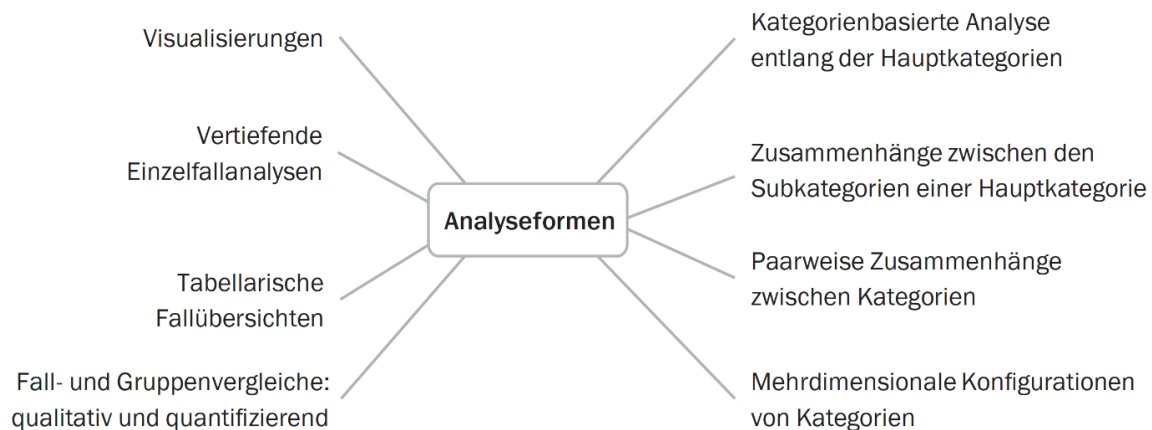 Visualisierungen
Vertiefende
Einzelfallanalysen
Tabellarische
Fallübersichten
Fall- und Gruppenvergleiche:
qualitativ und quantifizierend
Analyseformen
Kategorienbasierte Analyse
entlang der Hauptkategorien
Zusammenhänge zwischen den
Subkategorien einer Hauptkategorie
Paarweise Zusammenhänge
zwischen Kategorien
Mehrdimensionale Konfigurationen
von Kategorien